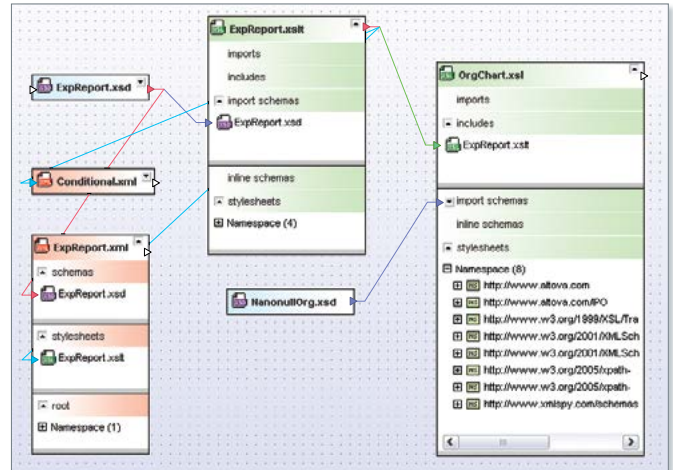 ExpReport.xsd
Conditional.xml
ExpReport.xml
schemas
ExpReport.xsd
stylesheets
ExpReport.xslt
root
Namespace (1)
ExpReport.xslt
imports
includes
import schemas
ExpReport.xsd
inline schemas
stylesheets
Namespace (4)
NanonullOrg.xsd
OrgChart.xsl
imports
includes
ExpReport.xslt
import schemas
inline schemas
stylesheets
Namespace (8)
http://www.altova.com
http://www.altova.com/IPO
http://www.w3.org/1999/XSL/Tra
http://www.w3.org/2001/XMLSch
http://www.w3.org/2001/XMLSch
http://www.w3.org/2005/xpath-
http://www.w3.org/2005/xpath-
http://www.xmlspy.com/schemas